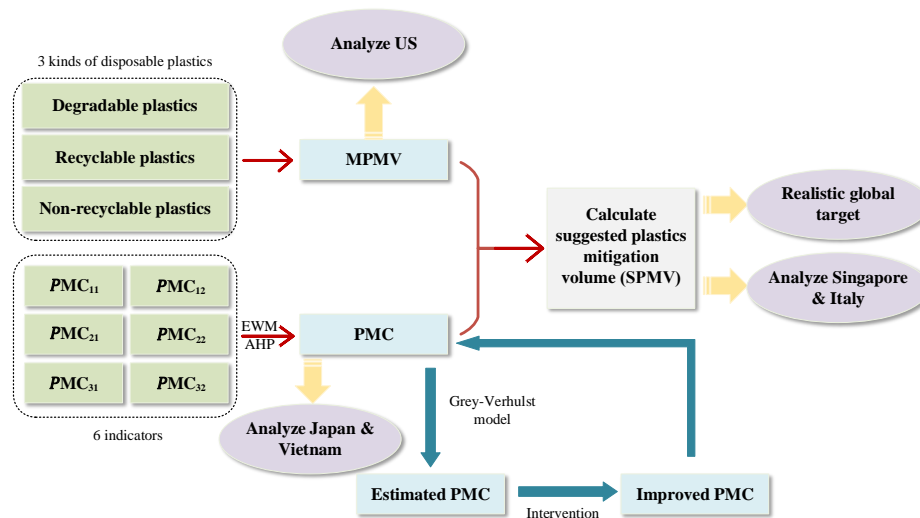 Analyze US
3 kinds of disposable plastics
Degradable plastics
Recyclable plastics
Non-recyclable plastics
MPMV
Calculate
suggested plastics
mitigation
volume (SPMV)
Realistic global
target
Analyze Singapore
& Italy
PMC11
PMC12
PMC21
PMC22
PMC31
PMC32
6 indicators
EWM
AHP
PMC
Analyze Japan &
Vietnam
Grey-Verhulst
model
Estimated PMC
Intervention
Improved PMC